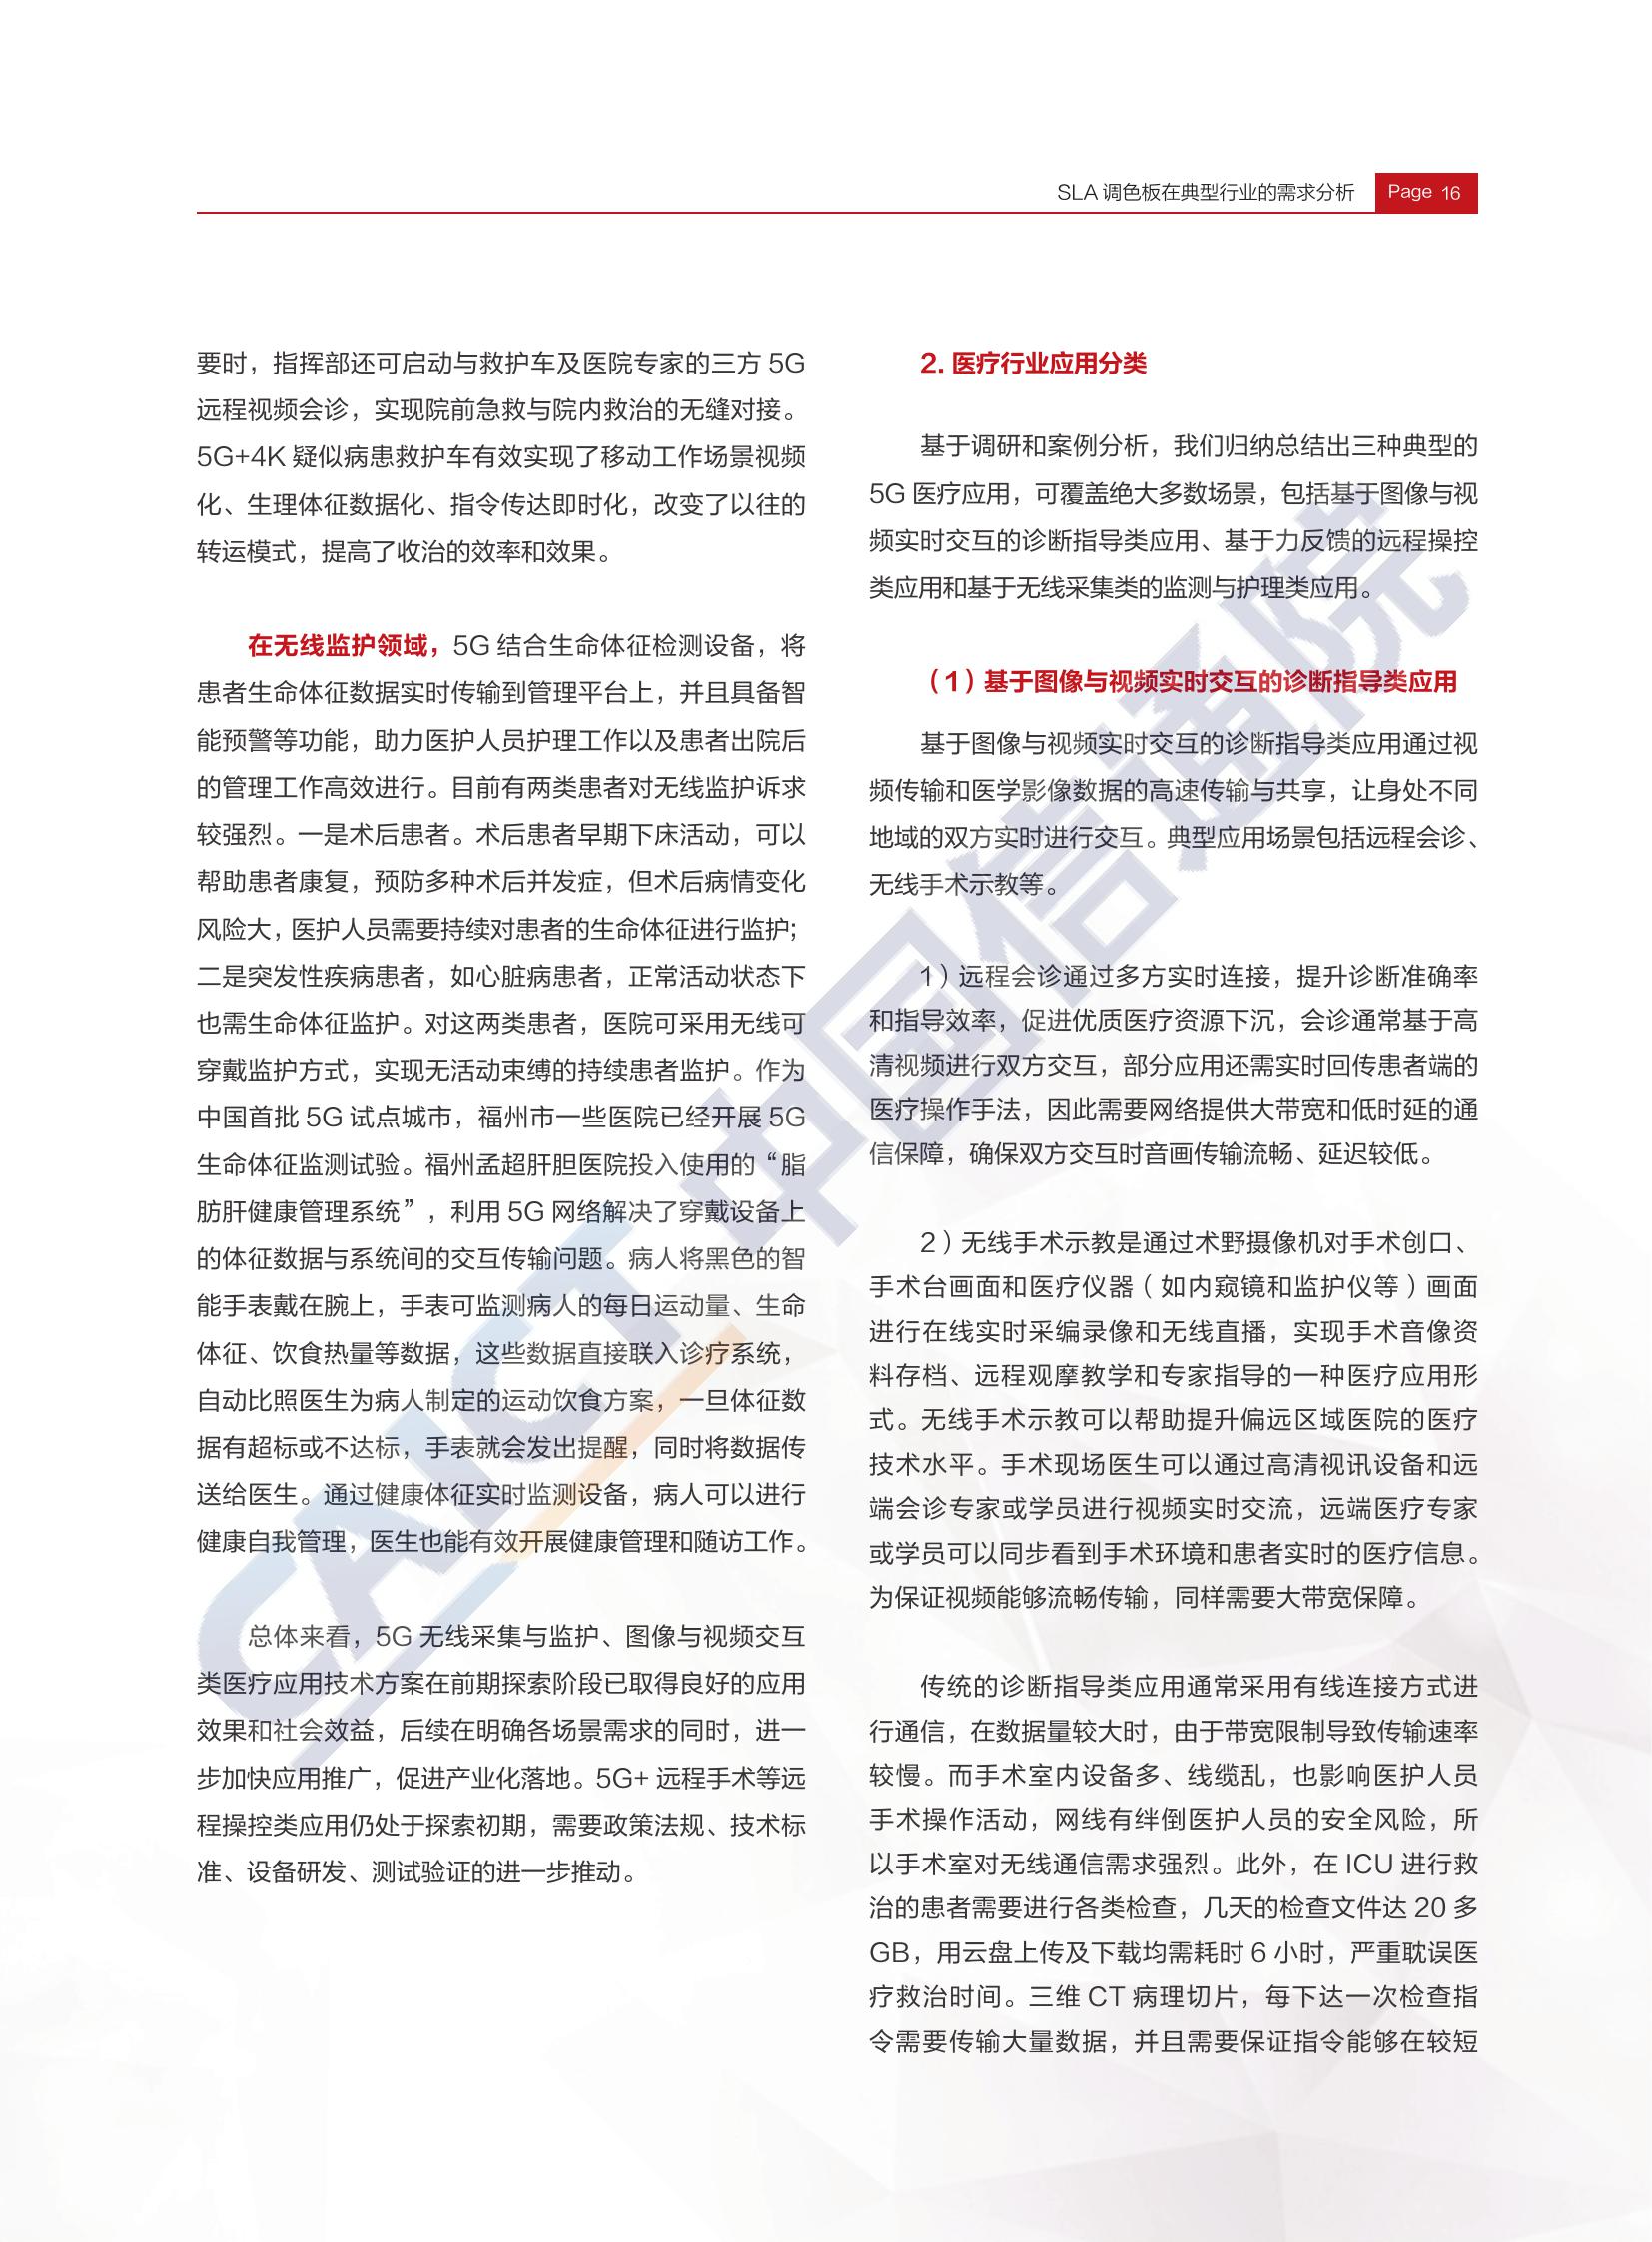 SLA 调色板在典型行业的需求分析 Page 16
要时，指挥部还可启动与救护车及医院专家的三方 5G
远程视频会诊，实现院前急救与院内救治的无缝对接。
5G+4K 疑似病患救护车有效实现了移动工作场景视频
化、生理体征数据化、指令传达即时化，改变了以往的
转运模式，提高了收治的效率和效果。
在无线监护领域，5G 结合生命体征检测设备，将
患者生命体征数据实时传输到管理平台上，并且具备智
能预警等功能，助力医护人员护理工作以及患者出院后
的管理工作高效进行。目前有两类患者对无线监护诉求
较强烈。一是术后患者。术后患者早期下床活动，可以
帮助患者康复，预防多种术后并发症，但术后病情变化
风险大，医护人员需要持续对患者的生命体征进行监护；
二是突发性疾病患者，如心脏病患者，正常活动状态下
也需生命体征监护。对这两类患者，医院可采用无线可
穿戴监护方式，实现无活动束缚的持续患者监护。作为
中国首批 5G 试点城市，福州市一些医院已经开展 5G
生命体征监测试验。福州孟超肝胆医院投入使用的“脂
肪肝健康管理系统”，利用 5G 网络解决了穿戴设备上
的体征数据与系统间的交互传输问题。病人将黑色的智
能手表戴在腕上，手表可监测病人的每日运动量、生命
体征、饮食热量等数据，这些数据直接联入诊疗系统，
自动比照医生为病人制定的运动饮食方案，一旦体征数
据有超标或不达标，手表就会发出提醒，同时将数据传
送给医生。通过健康体征实时监测设备，病人可以进行
健康自我管理，医生也能有效开展健康管理和随访工作。
总体来看，5G 无线采集与监护、图像与视频交互
类医疗应用技术方案在前期探索阶段已取得良好的应用
效果和社会效益，后续在明确各场景需求的同时，进一
步加快应用推广，促进产业化落地。5G+ 远程手术等远
程操控类应用仍处于探索初期，需要政策法规、技术标
准、设备研发、测试验证的进一步推动。
2. 医疗行业应用分类
基于调研和案例分析，我们归纳总结出三种典型的
5G 医疗应用，可覆盖绝大多数场景，包括基于图像与视
频实时交互的诊断指导类应用、基于力反馈的远程操控
类应用和基于无线采集类的监测与护理类应用。
（1）基于图像与视频实时交互的诊断指导类应用
基于图像与视频实时交互的诊断指导类应用通过视
频传输和医学影像数据的高速传输与共享，让身处不同
地域的双方实时进行交互。典型应用场景包括远程会诊、
无线手术示教等。
1）远程会诊通过多方实时连接，提升诊断准确率
和指导效率，促进优质医疗资源下沉，会诊通常基于高
清视频进行双方交互，部分应用还需实时回传患者端的
医疗操作手法，因此需要网络提供大带宽和低时延的通
信保障，确保双方交互时音画传输流畅、延迟较低。
2）无线手术示教是通过术野摄像机对手术创口、
手术台画面和医疗仪器（如内窥镜和监护仪等）画面
进行在线实时采编录像和无线直播，实现手术音像资
料存档、远程观摩教学和专家指导的一种医疗应用形
式。无线手术示教可以帮助提升偏远区域医院的医疗
技术水平。手术现场医生可以通过高清视讯设备和远
端会诊专家或学员进行视频实时交流，远端医疗专家
或学员可以同步看到手术环境和患者实时的医疗信息。
为保证视频能够流畅传输，同样需要大带宽保障。
传统的诊断指导类应用通常采用有线连接方式进
行通信，在数据量较大时，由于带宽限制导致传输速率
较慢。而手术室内设备多、线缆乱，也影响医护人员
手术操作活动，网线有绊倒医护人员的安全风险，所
以手术室对无线通信需求强烈。此外，在 ICU 进行救
治的患者需要进行各类检查，几天的检查文件达 20 多
GB，用云盘上传及下载均需耗时 6 小时，严重耽误医
疗救治时间。三维 CT 病理切片，每下达一次检查指
令需要传输大量数据，并且需要保证指令能够在较短
CAICT 中国信通院